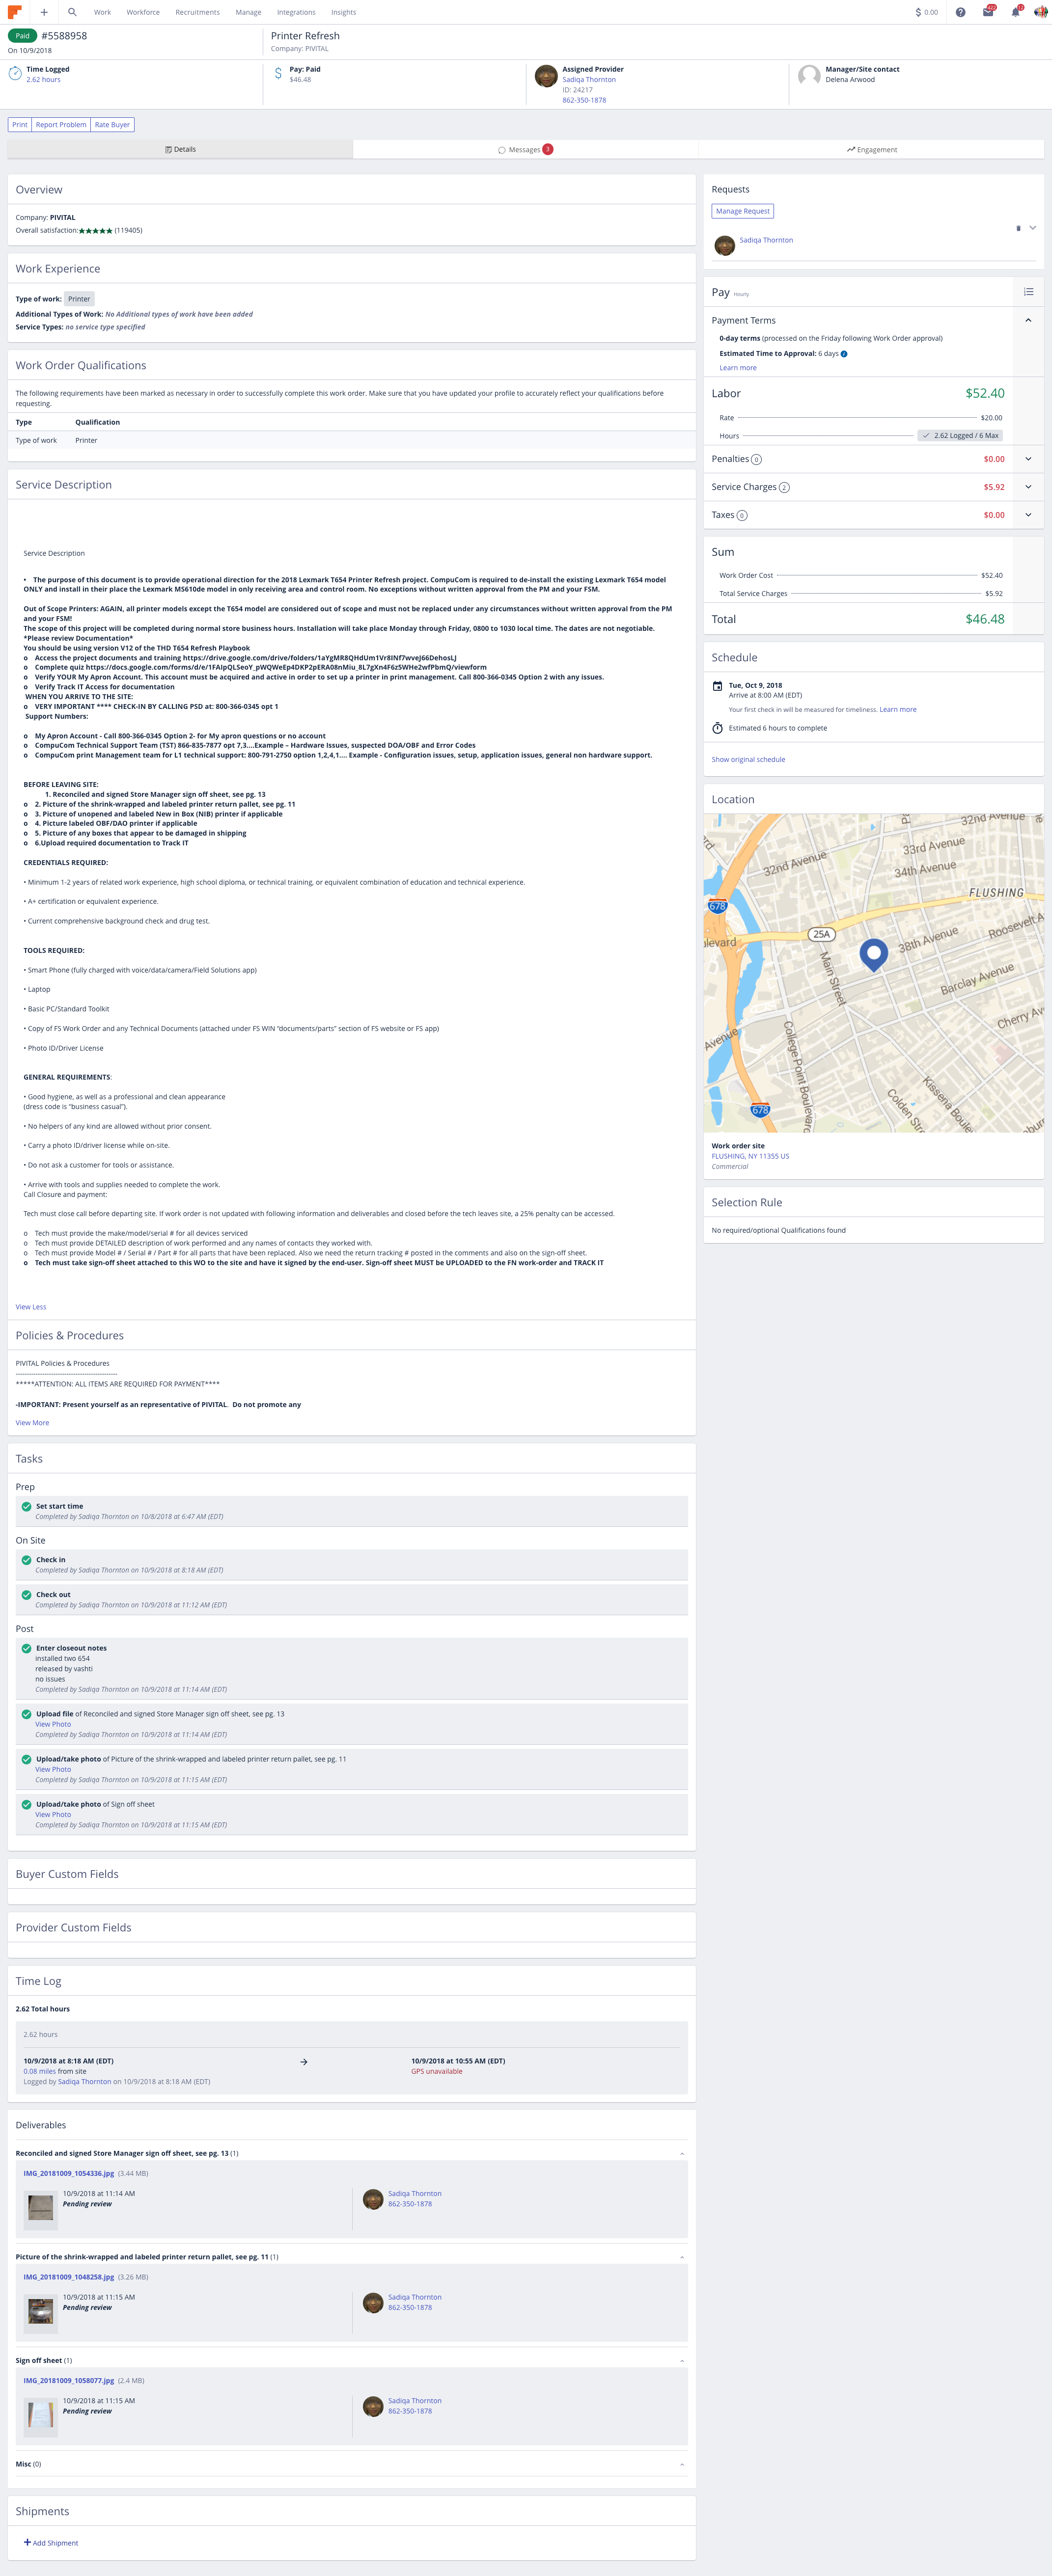 Work Workforce Recruitments Manage Integrations Insights 0.00
Paid #5588958
On 10/9/2018
Printer Refresh
Company: PIVITAL
Time Logged
2.62 hours
Pay: Paid
$46.48
Assigned Provider
Sadiqa Thornton
ID: 24217
862-350-1878
Manager/Site contact
Delena Arwood
Print Report Problem Rate Buyer
Details
Messages 3
Engagement
Overview
Company: PIVITAL
Overall satisfaction:★★★★★ (119405)
Work Experience
Type of work: Printer
Additional Types of Work: No Additional types of work have been added
Service Types: no service type specified
Work Order Qualifications
The following requirements have been marked as necessary in order to successfully complete this work order. Make sure that you have updated your profile to accurately reflect your qualifications before
requesting.
Type Qualification
Type of work Printer
Service Description
Service Description
• The purpose of this document is to provide operational direction for the 2018 Lexmark T654 Printer Refresh project. CompuCom is required to de-install the existing Lexmark T654 model
ONLY and install in their place the Lexmark MS610de model in only receiving area and control room. No exceptions without written approval from the PM and your FSM.
Out of Scope Printers: AGAIN, all printer models except the T654 model are considered out of scope and must not be replaced under any circumstances without written approval from the PM
and your FSM!
The scope of this project will be completed during normal store business hours. Installation will take place Monday through Friday, 0800 to 1030 local time. The dates are not negotiable.
*Please review Documentation*
You should be using version V12 of the THD T654 Refresh Playbook
o Access the project documents and training https://drive.google.com/drive/folders/1aYgMR8QHdUm1Vr8INf7wveJ66DehosLJ
o Complete quiz https://docs.google.com/forms/d/e/1FAIpQLSeoY_pWQWeEp4DKP2pERA08nMiu_8L7gXn4F6z5WHe2wfPbmQ/viewform
o Verify YOUR My Apron Account. This account must be acquired and active in order to set up a printer in print management. Call 800-366-0345 Option 2 with any issues.
o Verify Track IT Access for documentation
WHEN YOU ARRIVE TO THE SITE:
o VERY IMPORTANT **** CHECK-IN BY CALLING PSD at: 800-366-0345 opt 1
Support Numbers:
o My Apron Account - Call 800-366-0345 Option 2- for My apron questions or no account
o CompuCom Technical Support Team (TST) 866-835-7877 opt 7,3....Example – Hardware Issues, suspected DOA/OBF and Error Codes
o CompuCom print Management team for L1 technical support: 800-791-2750 option 1,2,4,1.... Example - Configuration issues, setup, application issues, general non hardware support.
BEFORE LEAVING SITE:
1. Reconciled and signed Store Manager sign off sheet, see pg. 13
o 2. Picture of the shrink-wrapped and labeled printer return pallet, see pg. 11
o 3. Picture of unopened and labeled New in Box (NIB) printer if applicable
o 4. Picture labeled OBF/DAO printer if applicable
o 5. Picture of any boxes that appear to be damaged in shipping
o 6.Upload required documentation to Track IT
CREDENTIALS REQUIRED:
• Minimum 1-2 years of related work experience, high school diploma, or technical training, or equivalent combination of education and technical experience.
• A+ certification or equivalent experience.
• Current comprehensive background check and drug test.
TOOLS REQUIRED:
• Smart Phone (fully charged with voice/data/camera/Field Solutions app)
• Laptop
• Basic PC/Standard Toolkit
• Copy of FS Work Order and any Technical Documents (attached under FS WIN "documents/parts" section of FS website or FS app)
• Photo ID/Driver License
GENERAL REQUIREMENTS:
• Good hygiene, as well as a professional and clean appearance
(dress code is "business casual").
• No helpers of any kind are allowed without prior consent.
• Carry a photo ID/driver license while on-site.
• Do not ask a customer for tools or assistance.
• Arrive with tools and supplies needed to complete the work.
Call Closure and payment:
Tech must close call before departing site. If work order is not updated with following information and deliverables and closed before the tech leaves site, a 25% penalty can be accessed.
o Tech must provide the make/model/serial # for all devices serviced
o Tech must provide DETAILED description of work performed and any names of contacts they worked with.
o Tech must provide Model # / Serial # / Part # for all parts that have been replaced. Also we need the return tracking # posted in the comments and also on the sign-off sheet.
o Tech must take sign-off sheet attached to this WO to the site and have it signed by the end-user. Sign-off sheet MUST BE UPLOADED to the FN work-order and TRACK IT
View Less
Policies & Procedures
PIVITAL Policies & Procedures
----------------------------------------------
*****ATTENTION: ALL ITEMS ARE REQUIRED FOR PAYMENT****
-IMPORTANT: Present yourself as an representative of PIVITAL. Do not promote any
View More
Tasks
Prep
Set start time
Completed by Sadiqa Thornton on 10/8/2018 at 6:47 AM (EDT)
On Site
Check in
Completed by Sadiqa Thornton on 10/9/2018 at 8:18 AM (EDT)
Check out
Completed by Sadiqa Thornton on 10/9/2018 at 11:12 AM (EDT)
Post
Enter closeout notes
installed two 654
released by vashti
no issues
Completed by Sadiqa Thornton on 10/9/2018 at 11:14 AM (EDT)
Upload file of Reconciled and signed Store Manager sign off sheet, see pg. 13
View Photo
Completed by Sadiqa Thornton on 10/9/2018 at 11:14 AM (EDT)
Upload/take photo of Picture of the shrink-wrapped and labeled printer return pallet, see pg. 11
View Photo
Completed by Sadiqa Thornton on 10/9/2018 at 11:15 AM (EDT)
Upload/take photo of Sign off sheet
View Photo
Completed by Sadiqa Thornton on 10/9/2018 at 11:15 AM (EDT)
Buyer Custom Fields
Provider Custom Fields
Time Log
2.62 Total hours
2.62 hours
10/9/2018 at 8:18 AM (EDT)
0.08 miles from site
Logged by Sadiqa Thornton on 10/9/2018 at 8:18 AM (EDT)
10/9/2018 at 10:55 AM (EDT)
GPS unavailable
Deliverables
Reconciled and signed Store Manager sign off sheet, see pg. 13 (1)
IMG_20181009_1054336.jpg (3.44 MB)
10/9/2018 at 11:14 AM
Pending review
Sadiqa Thornton
862-350-1878
Picture of the shrink-wrapped and labeled printer return pallet, see pg. 11 (1)
IMG_20181009_1048258.jpg (3.26 MB)
10/9/2018 at 11:15 AM
Pending review
Sadiqa Thornton
862-350-1878
Sign off sheet (1)
IMG_20181009_1058077.jpg (2.4 MB)
10/9/2018 at 11:15 AM
Pending review
Sadiqa Thornton
862-350-1878
Misc (0)
Shipments
Add Shipment
Requests
Manage Request
Sadiqa Thornton
Pay Hourly
Payment Terms
0-day terms (processed on the Friday following Work Order approval)
Estimated Time to Approval: 6 days
Learn more
Labor $52.40
Rate $20.00
Hours 2.62 Logged / 6 Max
Penalties 0 $0.00
Service Charges 2 $5.92
Taxes 0 $0.00
Sum
Work Order Cost $52.40
Total Service Charges $5.92
Total $46.48
Schedule
Tue, Oct 9, 2018
Arrive at 8:00 AM (EDT)
Your first check in will be measured for timeliness. Learn more
Estimated 6 hours to complete
Show original schedule
Location
32nd Avenue
33rd Avenue
32nd Avenue
34th Avenue
FLUSHING
678
25A
38th Avenue
Roosevelt A
Main Street
Barclay Avenue
Cherry Av
Avenue
College Point Boulevard
Kissena Boule
678
Work order site
FLUSHING, NY 11355 US
Commercial
Selection Rule
No required/optional Qualifications found